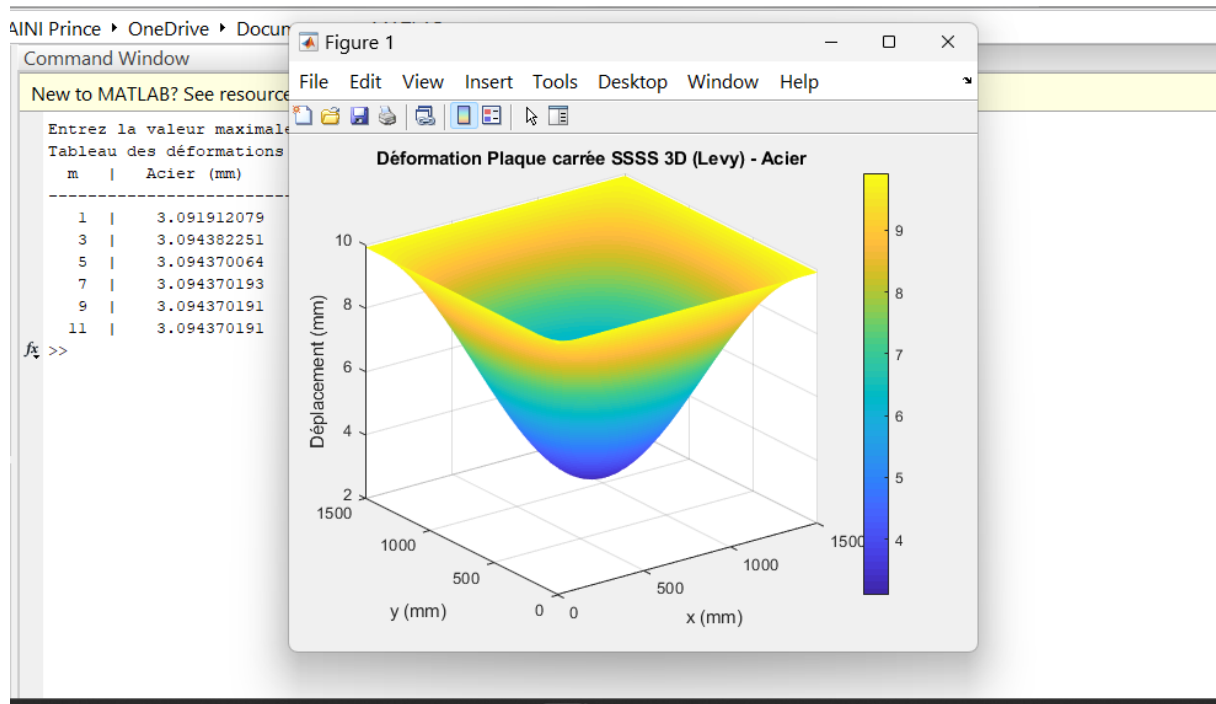 AINI Prince ▸ OneDrive ▸ Docum
Command Window
New to MATLAB? See resource
Entrez la valeur maximale
Tableau des déformations
m | Acier (mm)
------------------------
1 | 3.091912079
3 | 3.094382251
5 | 3.094370064
7 | 3.094370193
9 | 3.094370191
11 | 3.094370191
fx >>
Figure 1
File Edit View Insert Tools Desktop Window Help
Déformation Plaque carrée SSSS 3D (Levy) - Acier
Déplacement (mm)
10
8
6
4
2
1500
1000
500
0
y (mm)
0
500
1000
1500
x (mm)
9
8
7
6
5
4